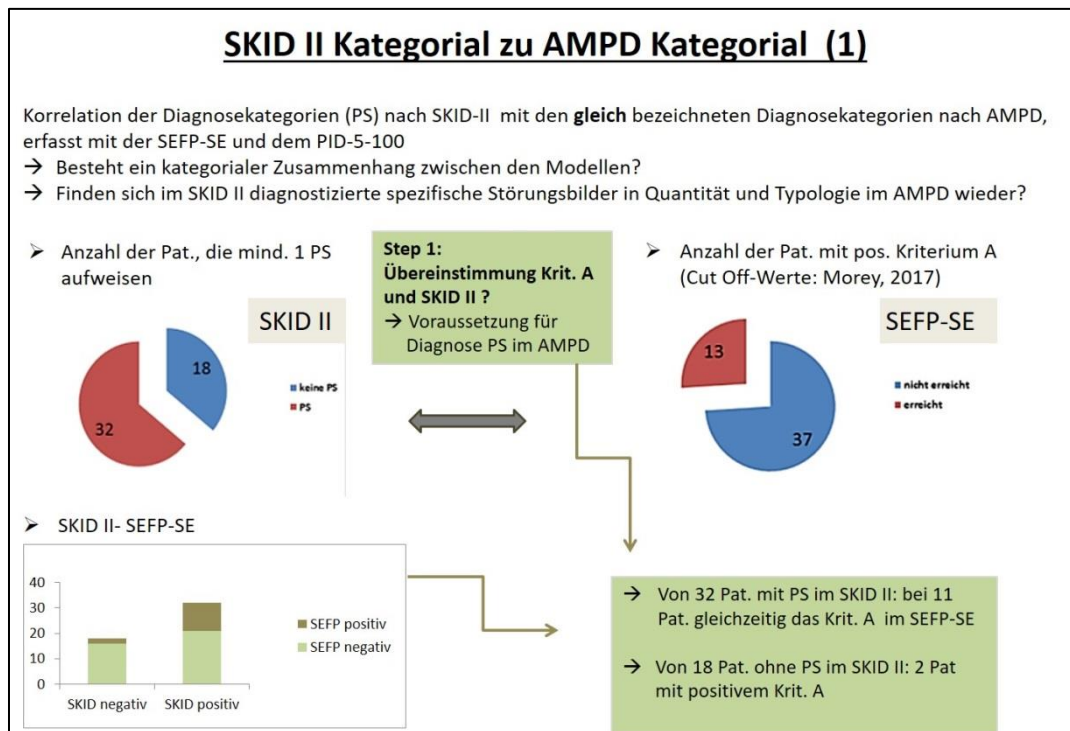 SKID II Kategorial zu AMPD Kategorial (1)
Korrelation der Diagnosekategorien (PS) nach SKID-II mit den gleich bezeichneten Diagnosekategorien nach AMPD,
erfasst mit der SEFP-SE und dem PID-5-100
→ Besteht ein kategorialer Zusammenhang zwischen den Modellen?
→ Finden sich im SKID II diagnostizierte spezifische Störungsbilder in Quantität und Typologie im AMPD wieder?
➢ Anzahl der Pat., die mind. 1 PS
aufweisen
SKID II
18
32
keine PS
PS
Step 1:
Übereinstimmung Krit. A
und SKID II ?
→ Voraussetzung für
Diagnose PS im AMPD
➢ Anzahl der Pat. mit pos. Kriterium A
(Cut Off-Werte: Morey, 2017)
SEFP-SE
13
37
nicht erreicht
erreicht
➢ SKID II- SEFP-SE
40
30
20
10
0
SKID negativ SKID positiv
SEFP positiv
SEFP negativ
→ Von 32 Pat. mit PS im SKID II: bei 11
Pat. gleichzeitig das Krit. A im SEFP-SE
→ Von 18 Pat. ohne PS im SKID II: 2 Pat
mit positivem Krit. A